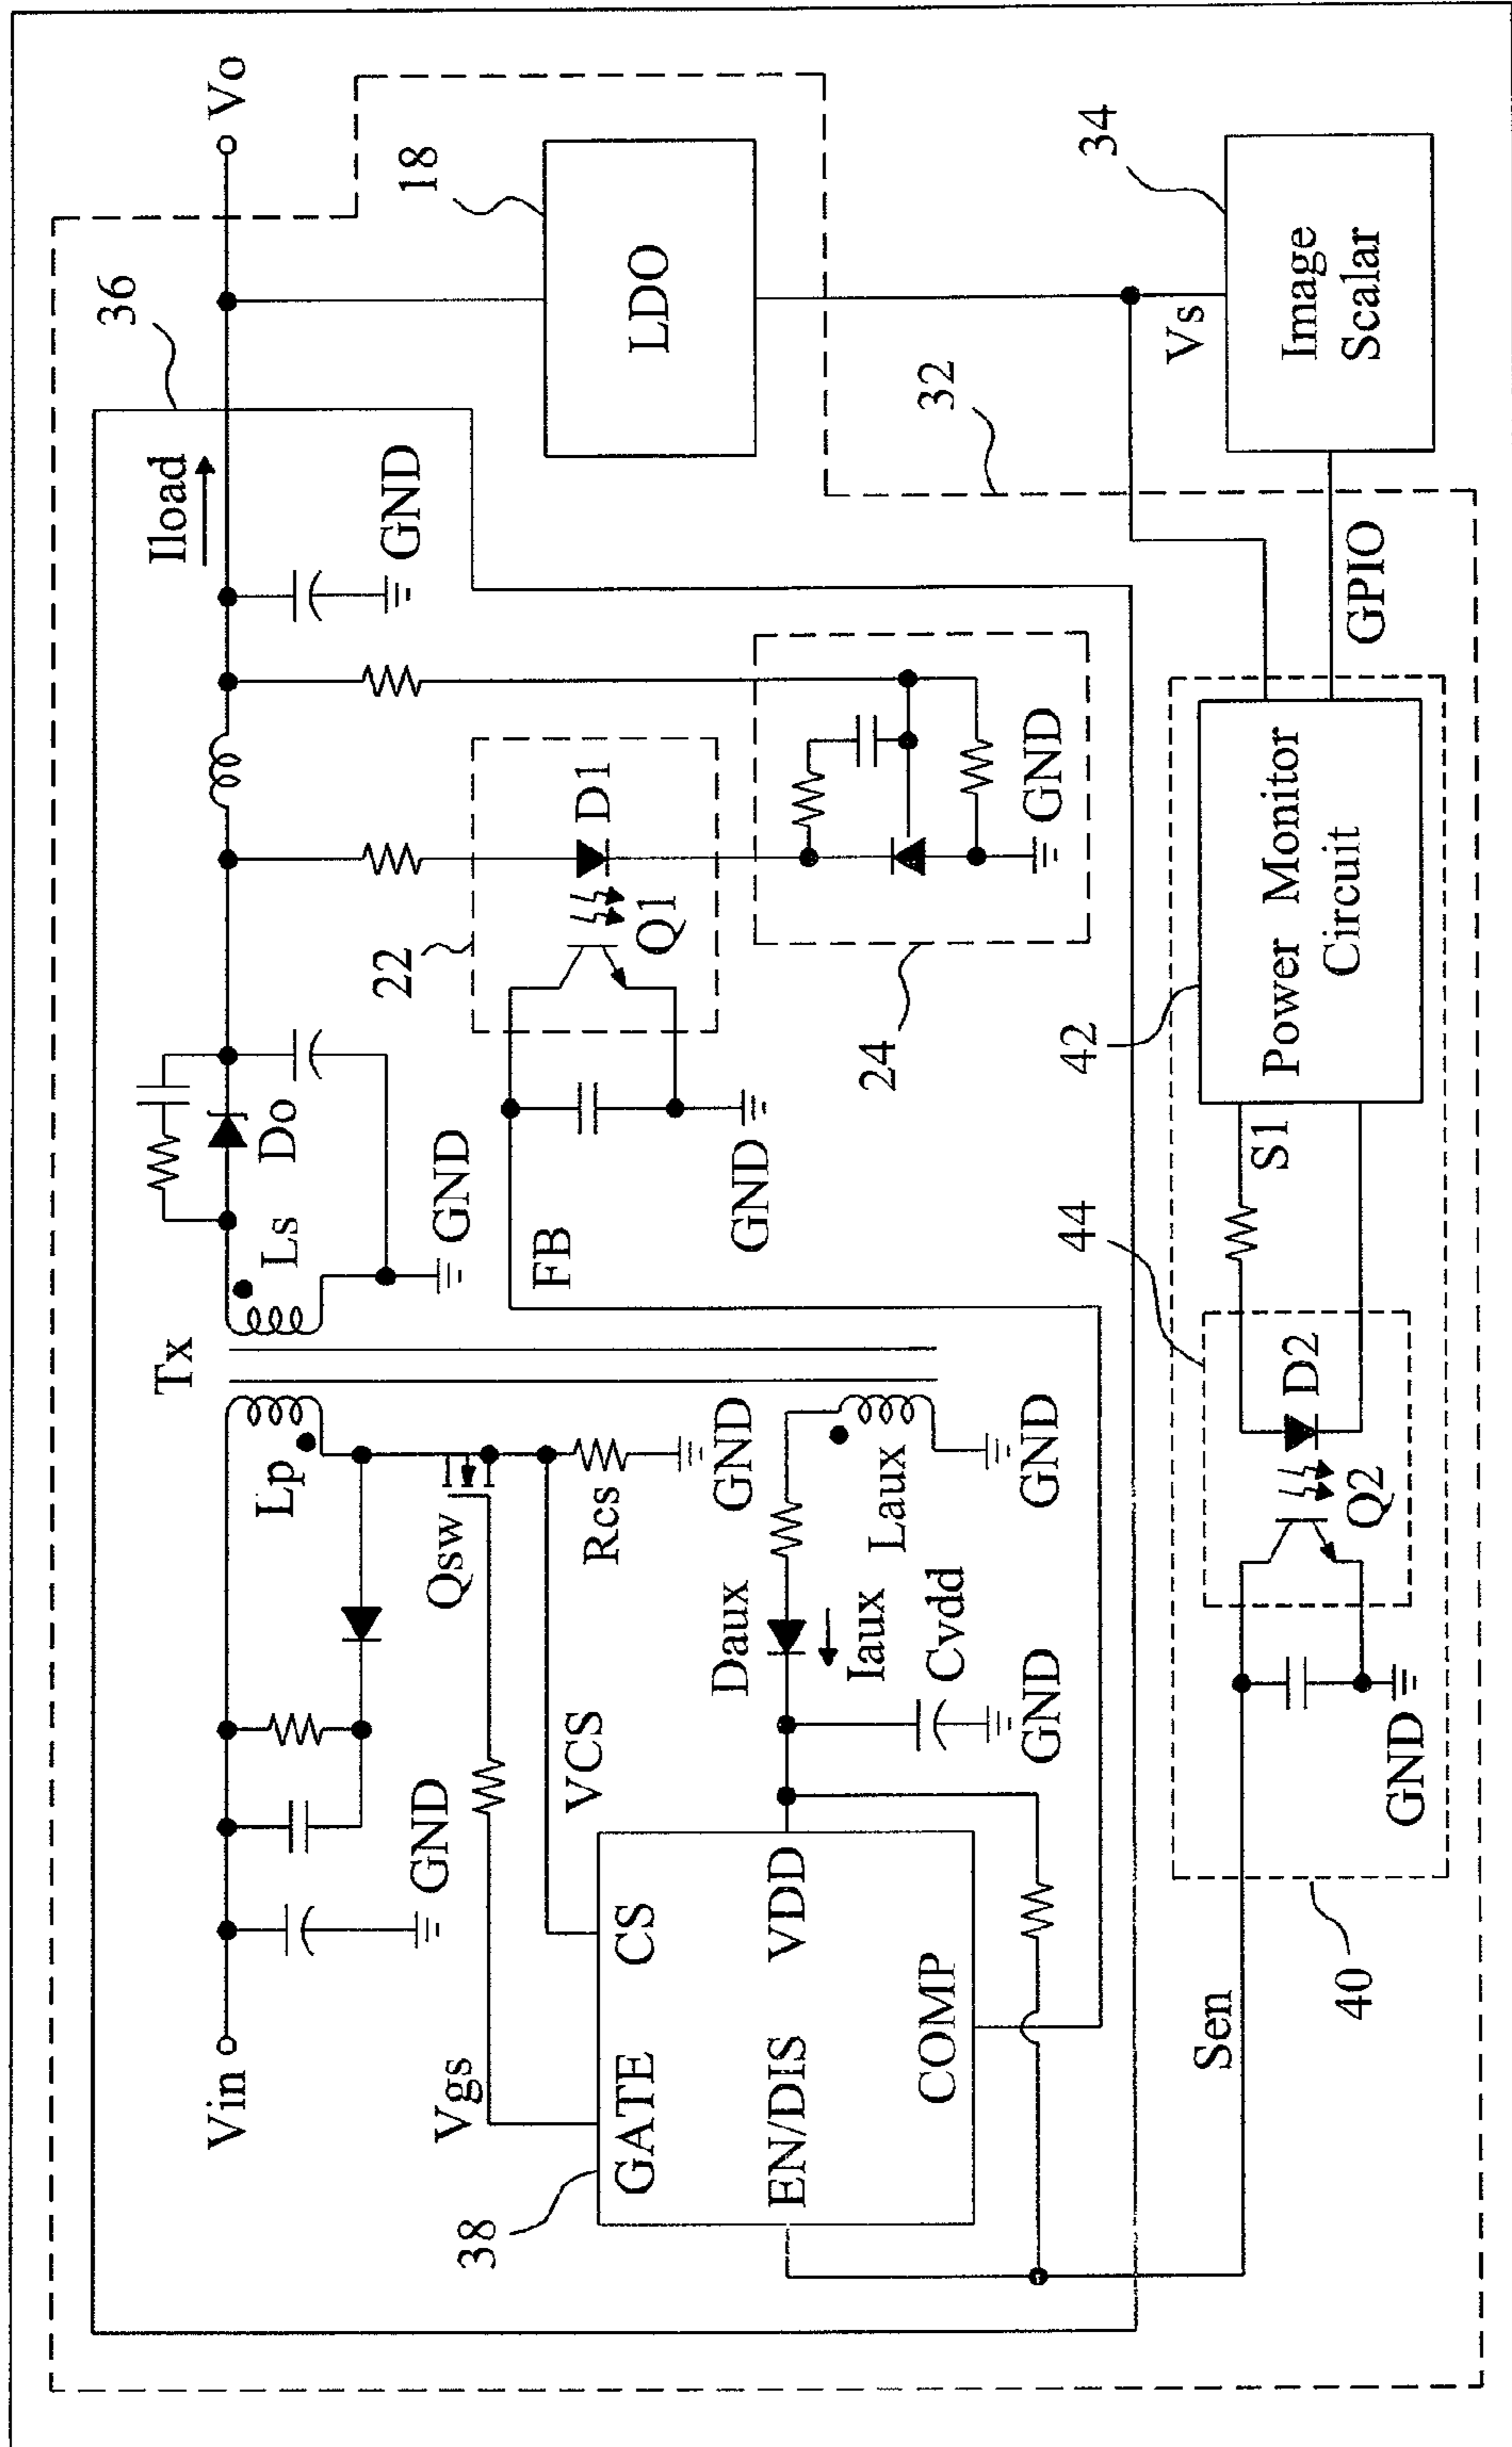 Vin
Tx
Lp
Ls
Do
Iload
36
Vo
GND
GND
GND
Vgs
Qsw
VCS
Rcs
GND
FB
22
Q1
D1
GND
18
LDO
38
GATE
CS
EN/DIS
VDD
COMP
Daux
Iaux
Laux
Cvdd
GND
GND
24
GND
32
Vs
34
Image
Scalar
GPIO
Sen
40
GND
44
Q2
D2
S1
42
Power Monitor
Circuit